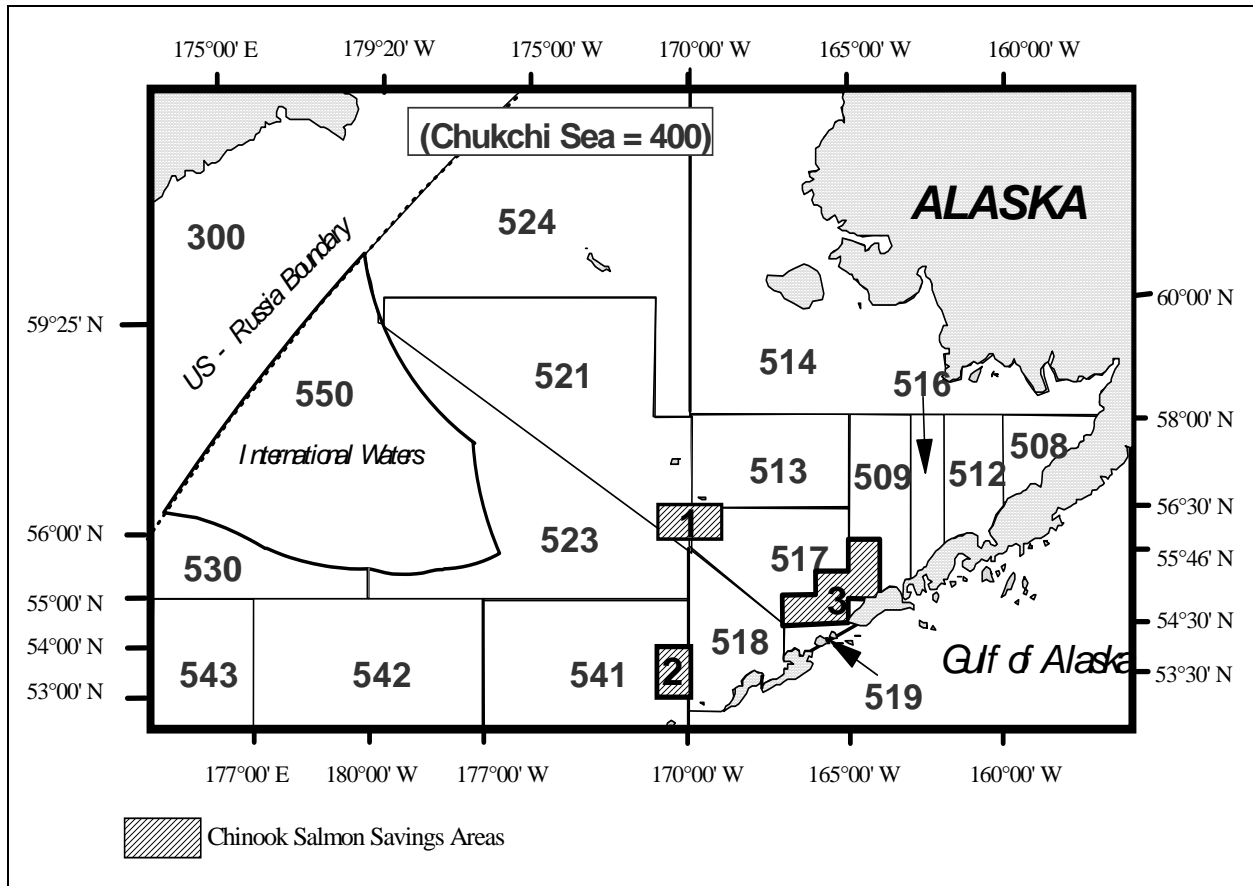 175°00' E 179°20' W 175°00' W 170°00' W 165°00' W 160°00' W
(Chukchi Sea = 400)
ALASKA
524
300
US - Russia Boundary
60°00' N
59°25' N
514
521
516
550
58°00' N
508
International Waters
513
509
512
56°30' N
1
56°00' N
523
517
55°46' N
530
55°00' N
3
54°30' N
54°00' N
518
Gulf of Alaska
543
542
541
2
53°30' N
53°00' N
519
177°00' E 180°00' W 177°00' W 170°00' W 165°00' W 160°00' W
Chinook Salmon Savings Areas